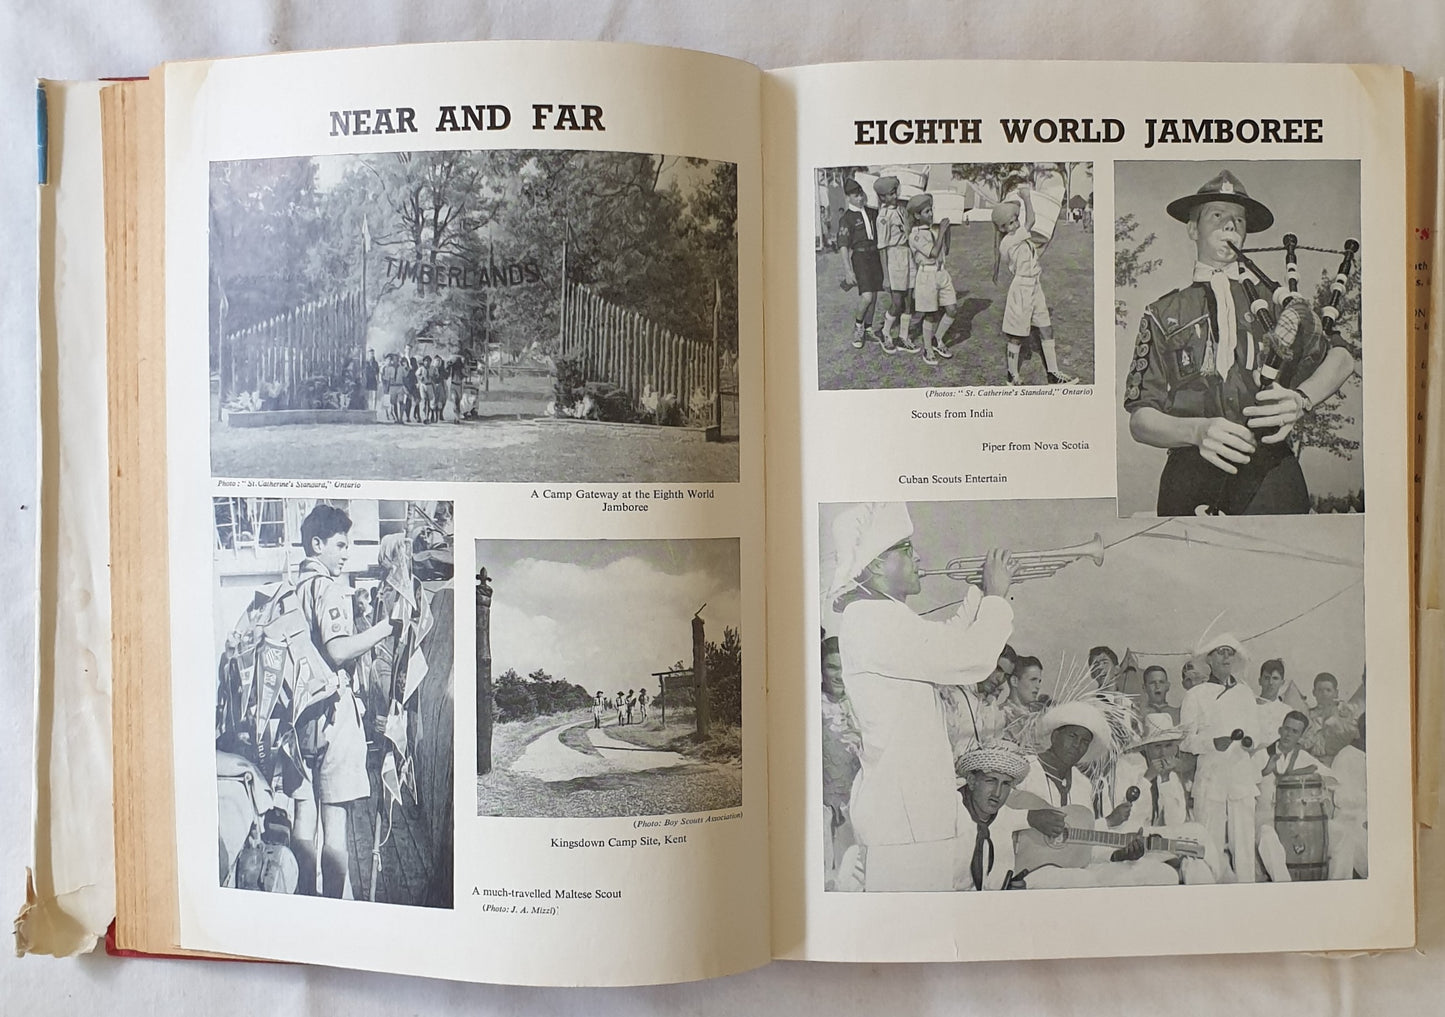 NEAR AND FAR
TIMBERLANDS
Photo: "St. Catherine's Standard," Ontario
A Camp Gateway at the Eighth World
Jamboree
(Photo: Boy Scouts Association)
Kingsdown Camp Site, Kent
A much-travelled Maltese Scout
(Photo: J. A. Mizzi)
EIGHTH WORLD JAMBOREE
(Photos: "St. Catherine's Standard," Ontario)
Scouts from India
Piper from Nova Scotia
Cuban Scouts Entertain